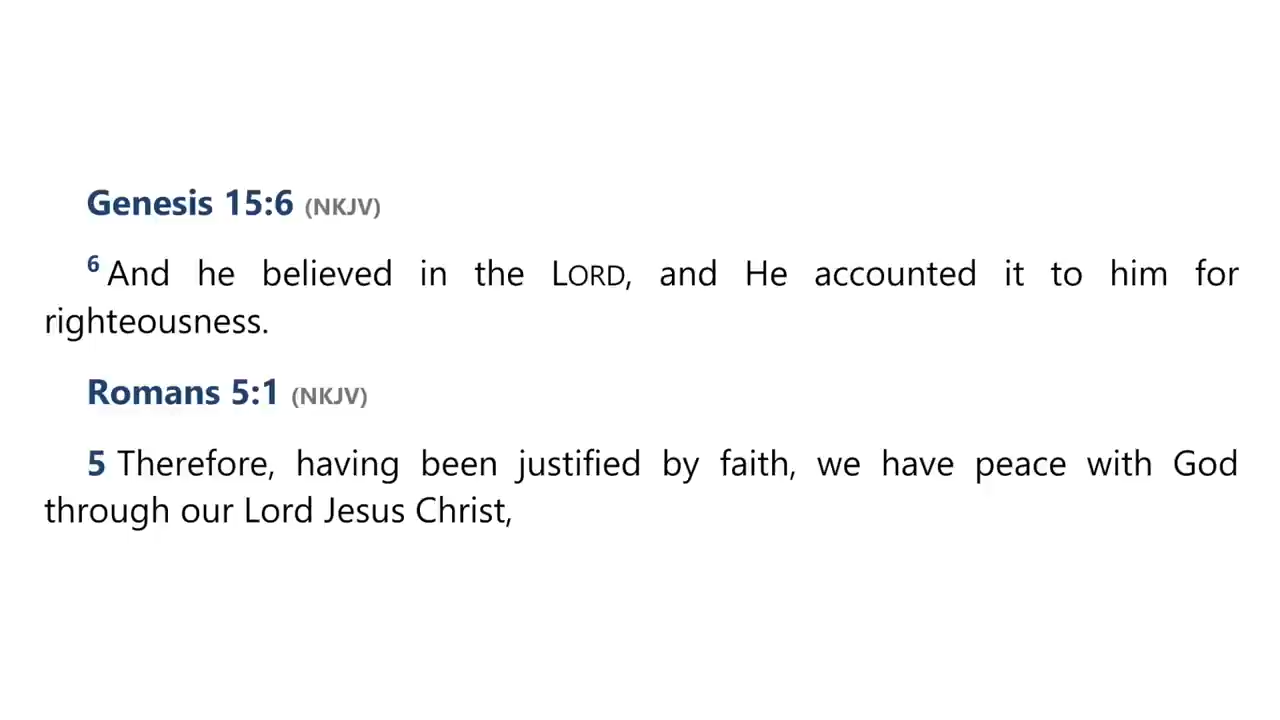 Genesis 15:6 (NKJV)
6 And he believed in the LORD, and He accounted it to him for
righteousness.
Romans 5:1 (NKJV)
5 Therefore, having been justified by faith, we have peace with God
through our Lord Jesus Christ,